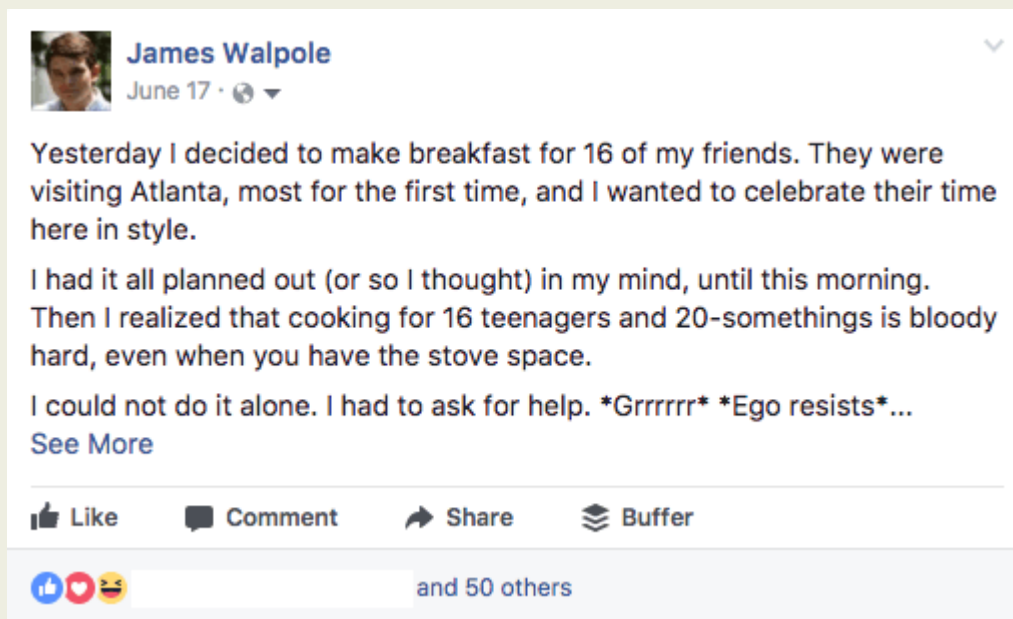 James Walpole
June 17 ·
Yesterday I decided to make breakfast for 16 of my friends. They were
visiting Atlanta, most for the first time, and I wanted to celebrate their time
here in style.
I had it all planned out (or so I thought) in my mind, until this morning.
Then I realized that cooking for 16 teenagers and 20-somethings is bloody
hard, even when you have the stove space.
I could not do it alone. I had to ask for help. *Grrrrrr* *Ego resists*...
See More
Like Comment Share Buffer
and 50 others